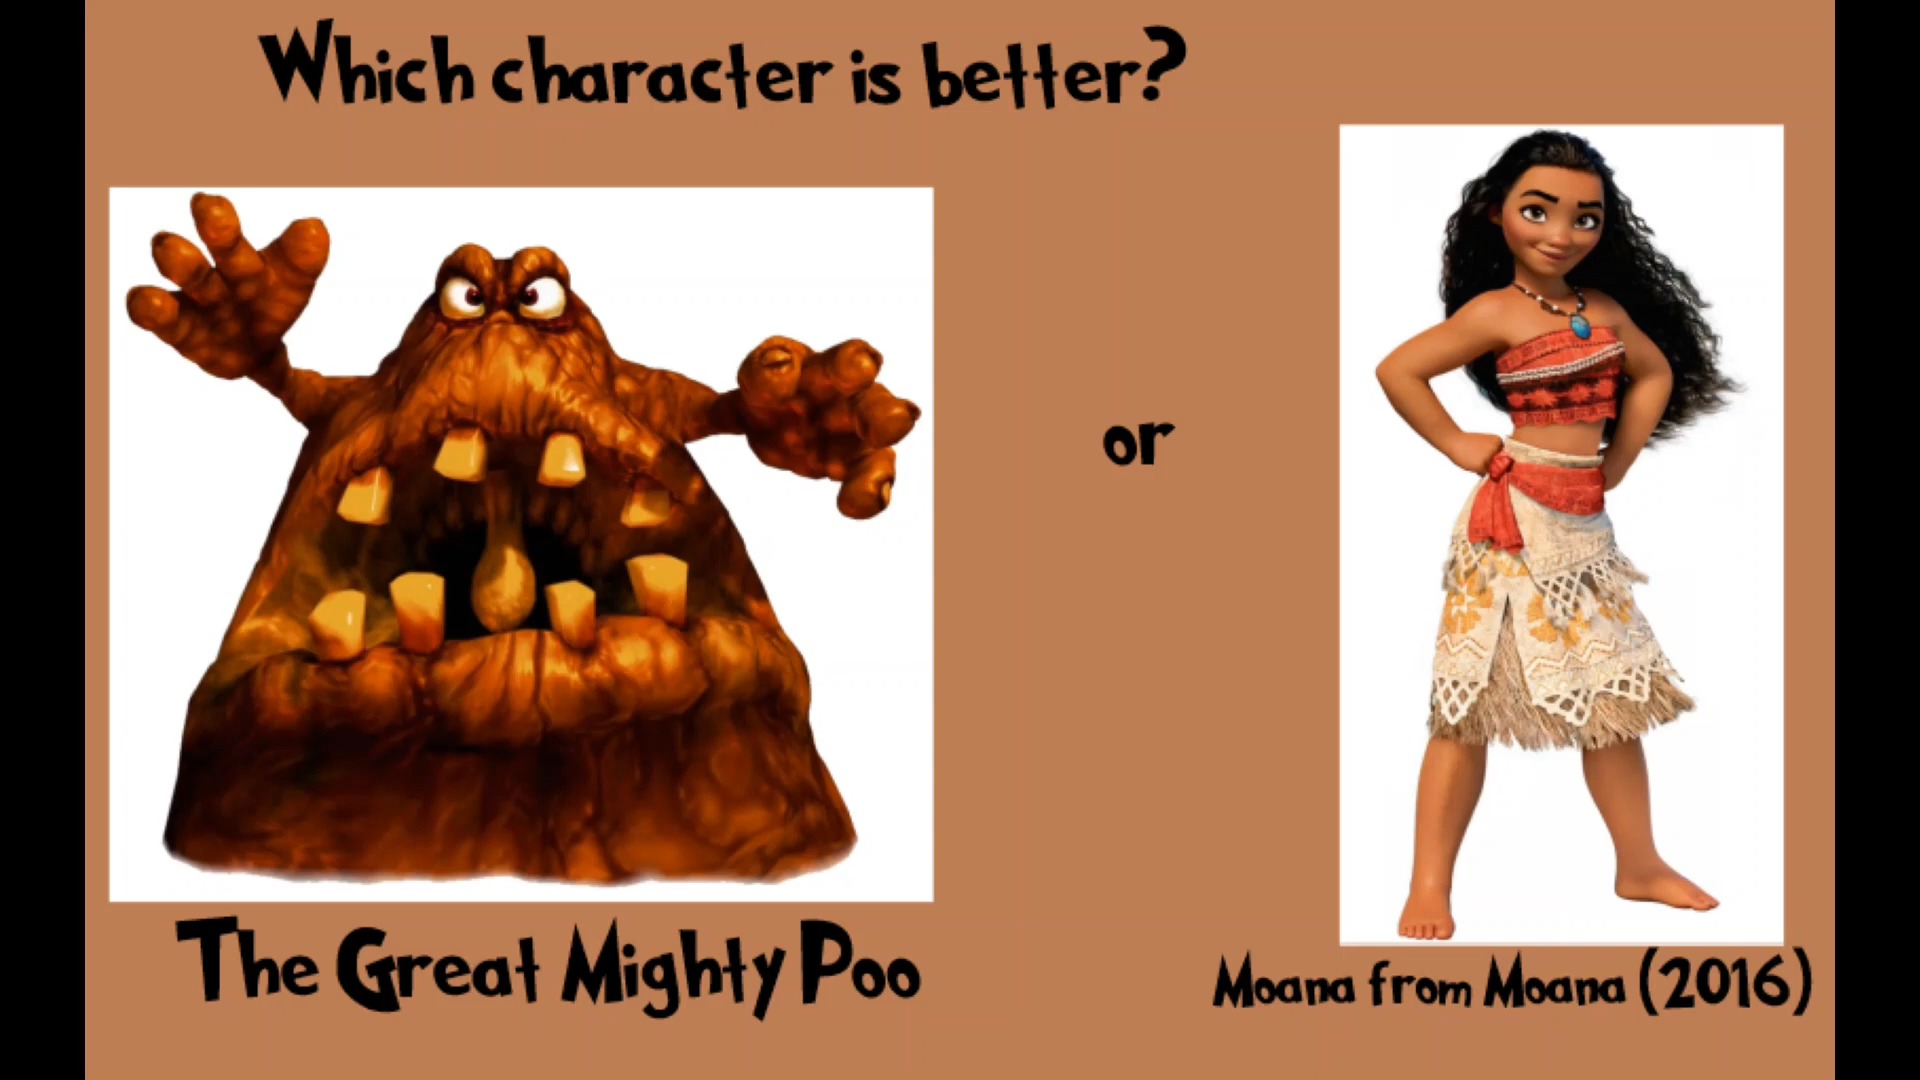 Which character is better?
or
The Great Mighty Poo
Moana from Moana (2016)